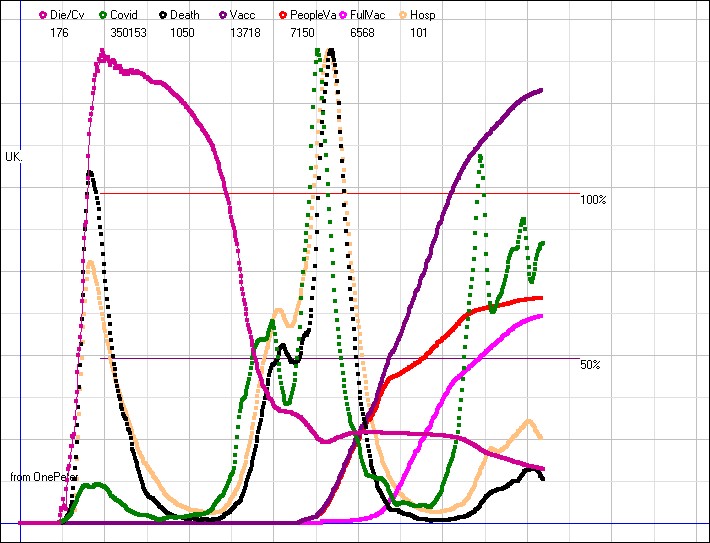 Die/Cv Covid Death Vacc PeopleVa FullVac Hosp
176 350153 1050 13718 7150 6568 101
UK.
100%
50%
from OnePeter